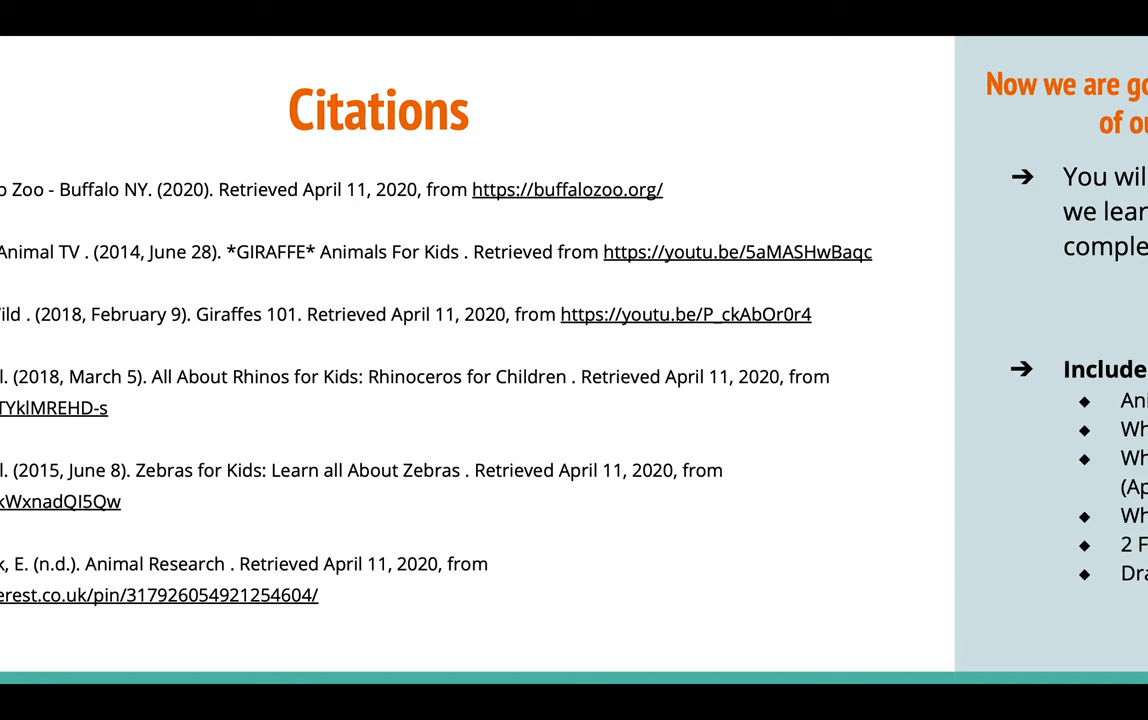 Citations
o Zoo - Buffalo NY. (2020). Retrieved April 11, 2020, from https://buffalozoo.org/
Animal TV . (2014, June 28). *GIRAFFE* Animals For Kids . Retrieved from https://youtu.be/5aMASHwBaqc
ild . (2018, February 9). Giraffes 101. Retrieved April 11, 2020, from https://youtu.be/P_ckAbOr0r4
l. (2018, March 5). All About Rhinos for Kids: Rhinoceros for Children . Retrieved April 11, 2020, from
TYklMREHD-s
l. (2015, June 8). Zebras for Kids: Learn all About Zebras . Retrieved April 11, 2020, from
kWxnadQI5Qw
k, E. (n.d.). Animal Research . Retrieved April 11, 2020, from
erest.co.uk/pin/317926054921254604/
Now we are go
of ou
➔ You wil
we lear
comple
➔ Include
◆ Ani
◆ Wh
◆ Wh
(Ap
◆ Wh
◆ 2 F
◆ Dra